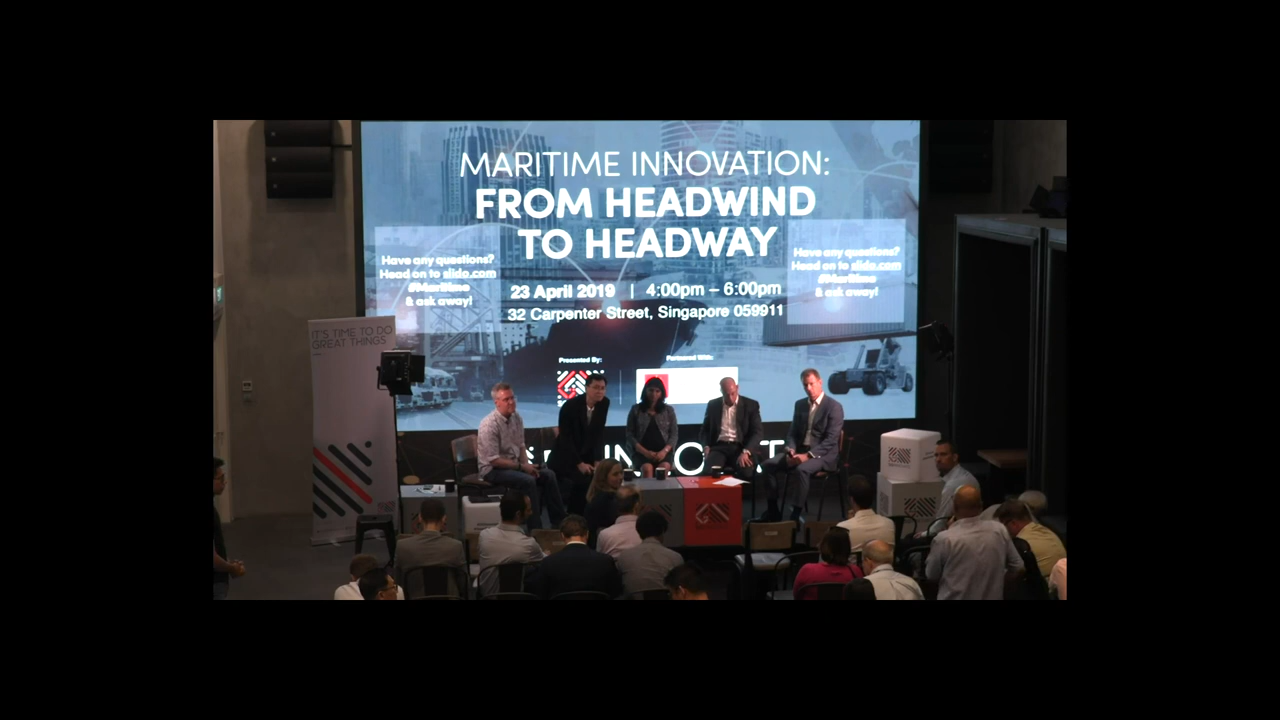 MARITIME INNOVATION:
FROM HEADWIND
TO HEADWAY
Have any questions?
Head on to slido.com
#Maritime
& ask away!
23 April 2019 | 4:00pm – 6:00pm
32 Carpenter Street, Singapore 059911
Have any questions?
Head on to slido.com
#Maritime
& ask away!
Presented By:
Partnered With:
IT'S TIME TO DO
GREAT THINGS